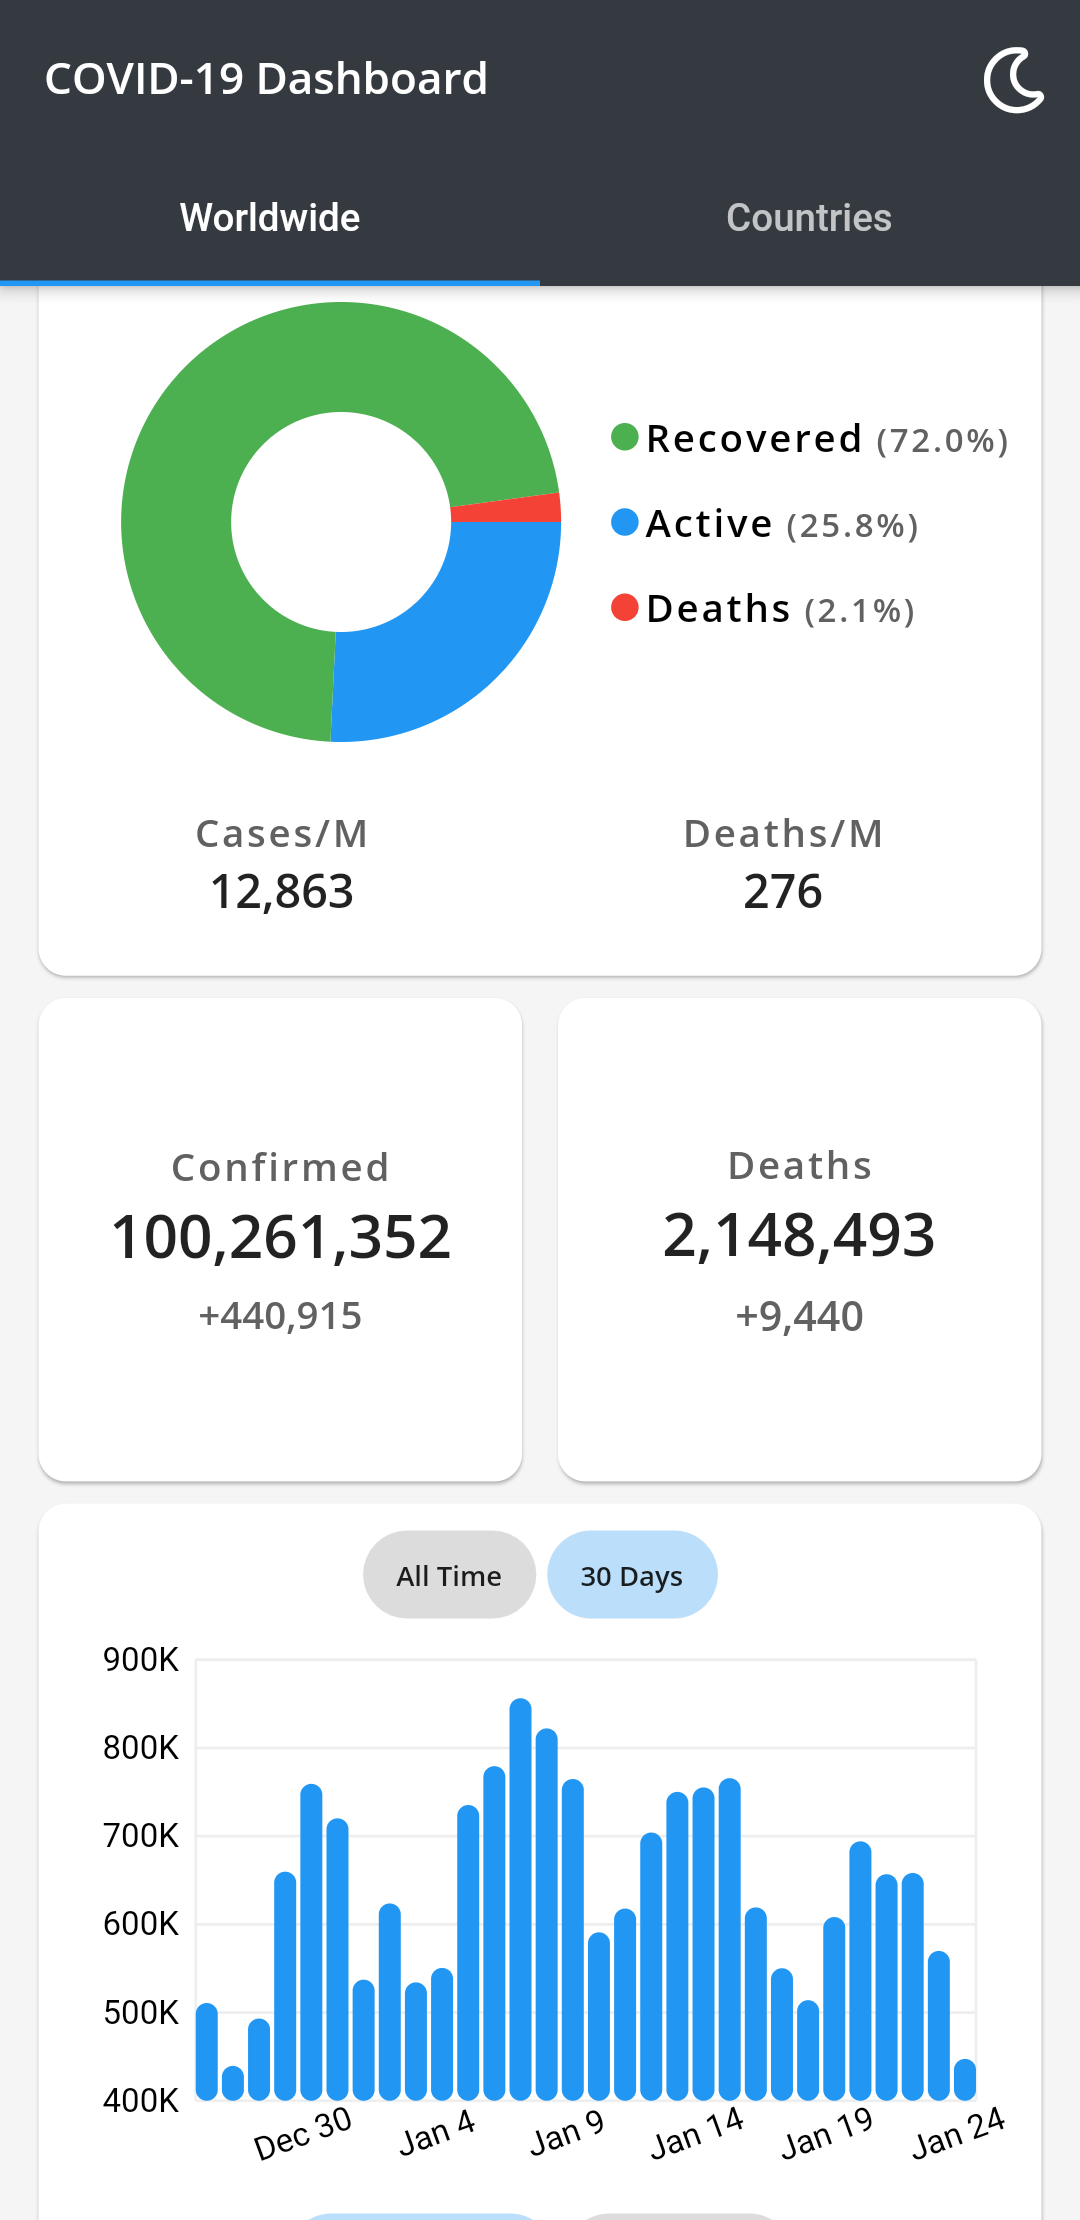 COVID-19 Dashboard
Worldwide
Countries
Recovered (72.0%)
Active (25.8%)
Deaths (2.1%)
Cases/M
12,863
Deaths/M
276
Confirmed
100,261,352
+440,915
Deaths
2,148,493
+9,440
All Time
30 Days
900K
800K
700K
600K
500K
400K
Dec 30
Jan 4
Jan 9
Jan 14
Jan 19
Jan 24